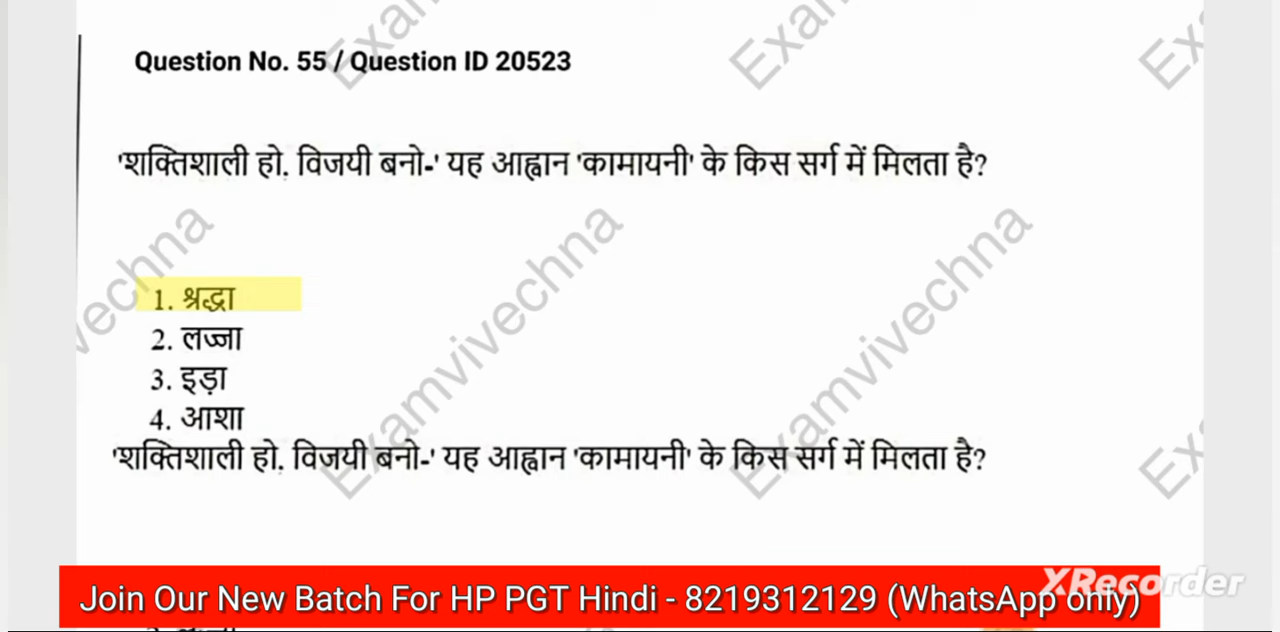 Question No. 55 / Question ID 20523
'शक्तिशाली हो, विजयी बनो-' यह आह्वान 'कामायनी' के किस सर्ग में मिलता है?
1. श्रद्धा
2. लज्जा
3. इड़ा
4. आशा
'शक्तिशाली हो, विजयी बनो-' यह आह्वान 'कामायनी' के किस सर्ग में मिलता है?
Join Our New Batch For HP PGT Hindi - 8219312129 (WhatsApp only)
XRecorder
Examvivechna
Examvivechna